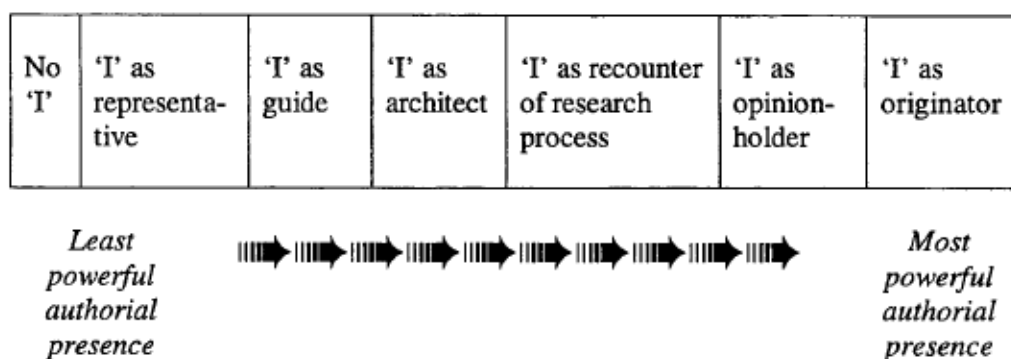 No
'I'
'I' as
representa-
tive
'I' as
guide
'I' as
architect
'I' as recounter
of research
process
'I' as
opinion-
holder
'I' as
originator
Least
powerful
authorial
presence
Most
powerful
authorial
presence